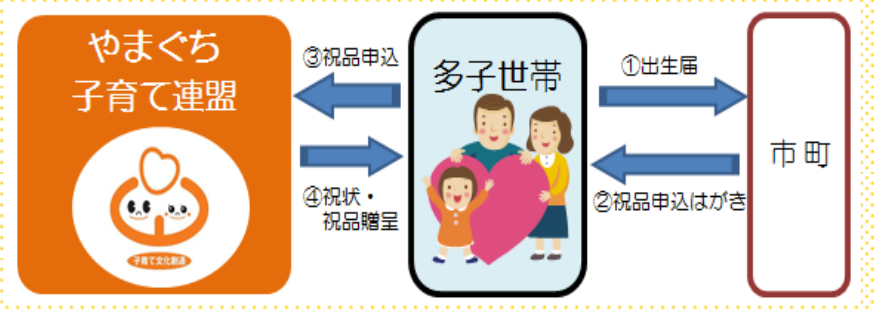 やまぐち
子育て連盟
子育て文化創造
③祝品申込
④祝状・
祝品贈呈
多子世帯
①出生届
②祝品申込はがき
市町